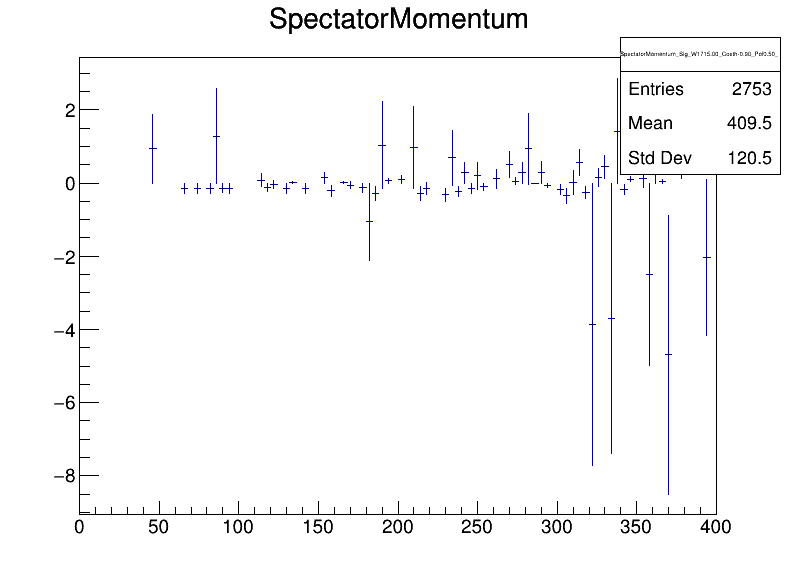 SpectatorMomentum
SpectatorMomentum_Sig_W1715.00_Costh-0.90_Pol0.50_
Entries 2753
Mean 409.5
Std Dev 120.5
2
0
−2
−4
−6
−8
0 50 100 150 200 250 300 350 400